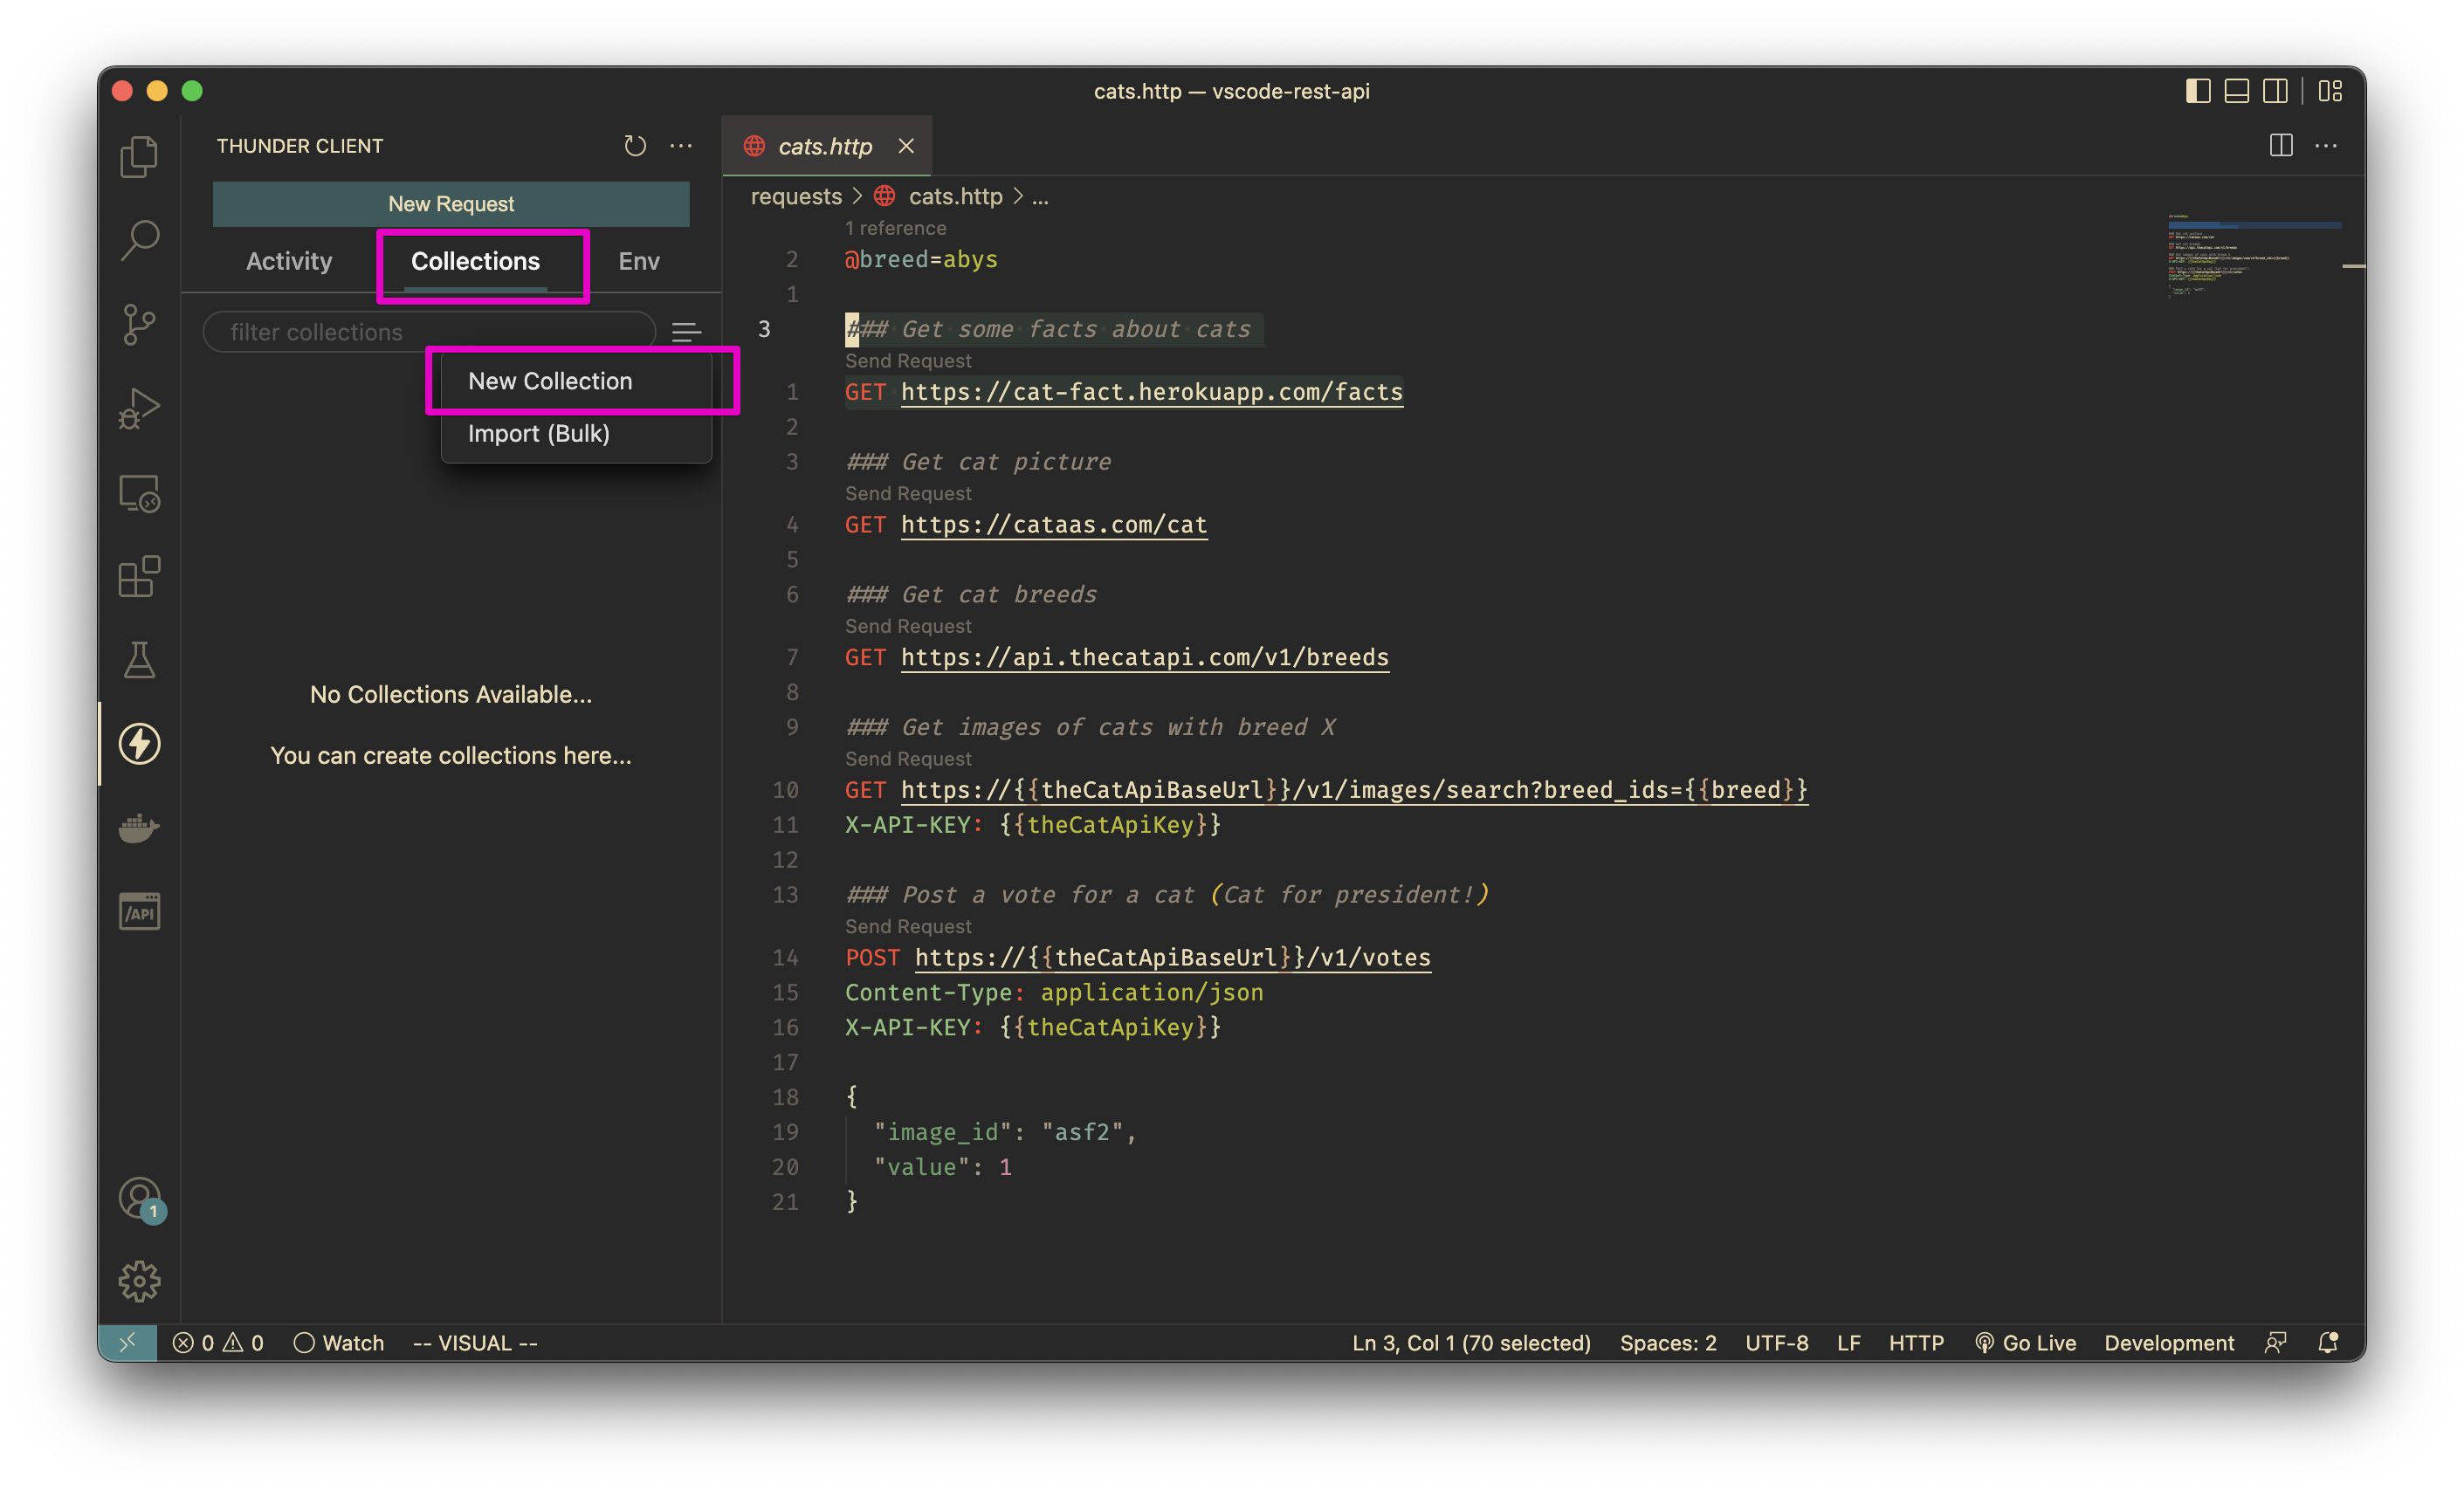 cats.http — vscode-rest-api
THUNDER CLIENT
New Request
Activity
Collections
Env
filter collections
New Collection
Import (Bulk)
No Collections Available...
You can create collections here...
/API
1
cats.http
requests > cats.http > ...
1 reference
2 @breed=abys
1
3 ### Get some facts about cats
Send Request
1 GET https://cat-fact.herokuapp.com/facts
2
3 ### Get cat picture
Send Request
4 GET https://cataas.com/cat
5
6 ### Get cat breeds
Send Request
7 GET https://api.thecatapi.com/v1/breeds
8
9 ### Get images of cats with breed X
Send Request
10 GET https://{{theCatApiBaseUrl}}/v1/images/search?breed_ids={{breed}}
11 X-API-KEY: {{theCatApiKey}}
12
13 ### Post a vote for a cat (Cat for president!)
Send Request
14 POST https://{{theCatApiBaseUrl}}/v1/votes
15 Content-Type: application/json
16 X-API-KEY: {{theCatApiKey}}
17
18 {
19 "image_id": "asf2",
20 "value": 1
21 }
0 0 Watch -- VISUAL -- Ln 3, Col 1 (70 selected) Spaces: 2 UTF-8 LF HTTP Go Live Development